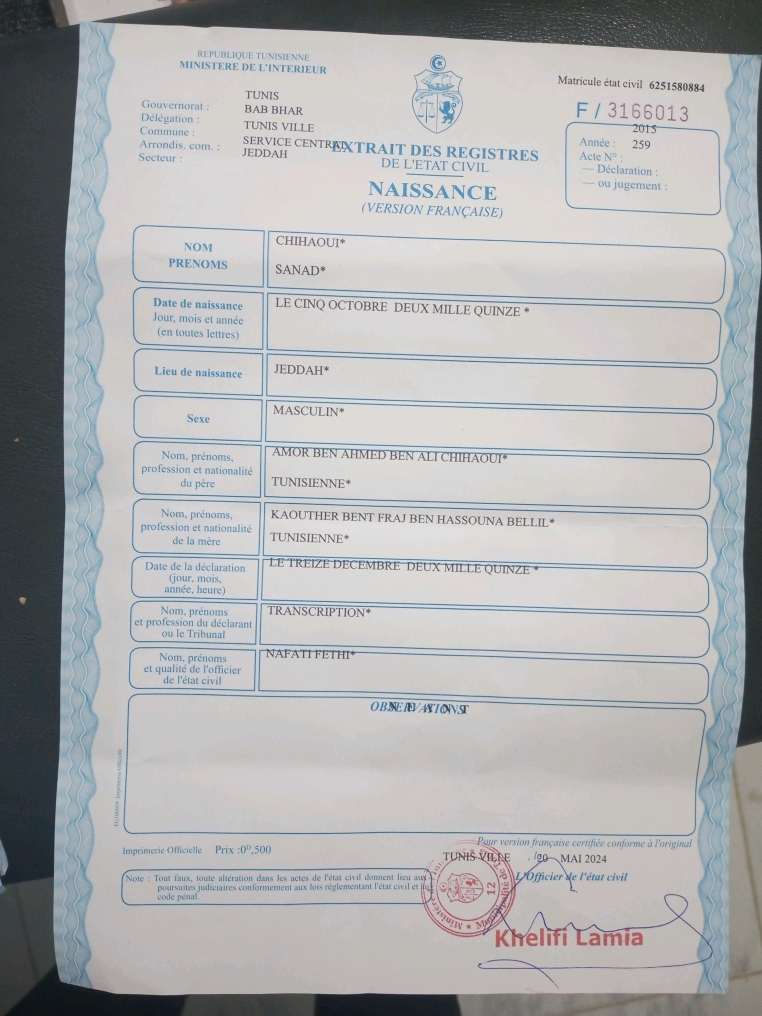 REPUBLIQUE TUNISIENNE
MINISTERE DE L'INTERIEUR
Matricule état civil 6251580884
F / 3166013
Gouvernorat : TUNIS
Délégation : BAB BHAR
Commune : TUNIS VILLE
Arrondis. com. : SERVICE CENTRAL
Secteur : JEDDAH
EXTRAIT DES REGISTRES
DE L'ETAT CIVIL
NAISSANCE
(VERSION FRANÇAISE)
Année : 2015
Acte N° : 259
— Déclaration :
— ou jugement :
NOM
PRENOMS
CHIHAOUI*
SANAD*
Date de naissance
Jour, mois et année
(en toutes lettres)
LE CINQ OCTOBRE DEUX MILLE QUINZE *
Lieu de naissance
JEDDAH*
Sexe
MASCULIN*
Nom, prénoms,
profession et nationalité
du père
AMOR BEN AHMED BEN ALI CHIHAOUI*
TUNISIENNE*
Nom, prénoms,
profession et nationalité
de la mère
KAOUTHER BENT FRAJ BEN HASSOUNA BELLIL*
TUNISIENNE*
Date de la déclaration
(jour, mois,
année, heure)
LE TREIZE DECEMBRE DEUX MILLE QUINZE *
Nom, prénoms
et profession du déclarant
ou le Tribunal
TRANSCRIPTION*
Nom, prénoms
et qualité de l'officier
de l'état civil
NAFATI FETHI*
OBSERVATIONS
N E A N T
Imprimerie Officielle Prix :0ᴰ,500
Pour version française certifiée conforme à l'original
TUNIS VILLE , le 20 MAI 2024
L'Officier de l'état civil
Note : Tout faux, toute altération dans les actes de l'état civil donnent lieu aux
poursuites judiciaires conformement aux lois réglementant l'état civil et le
code pénal.
12
Khelifi Lamia